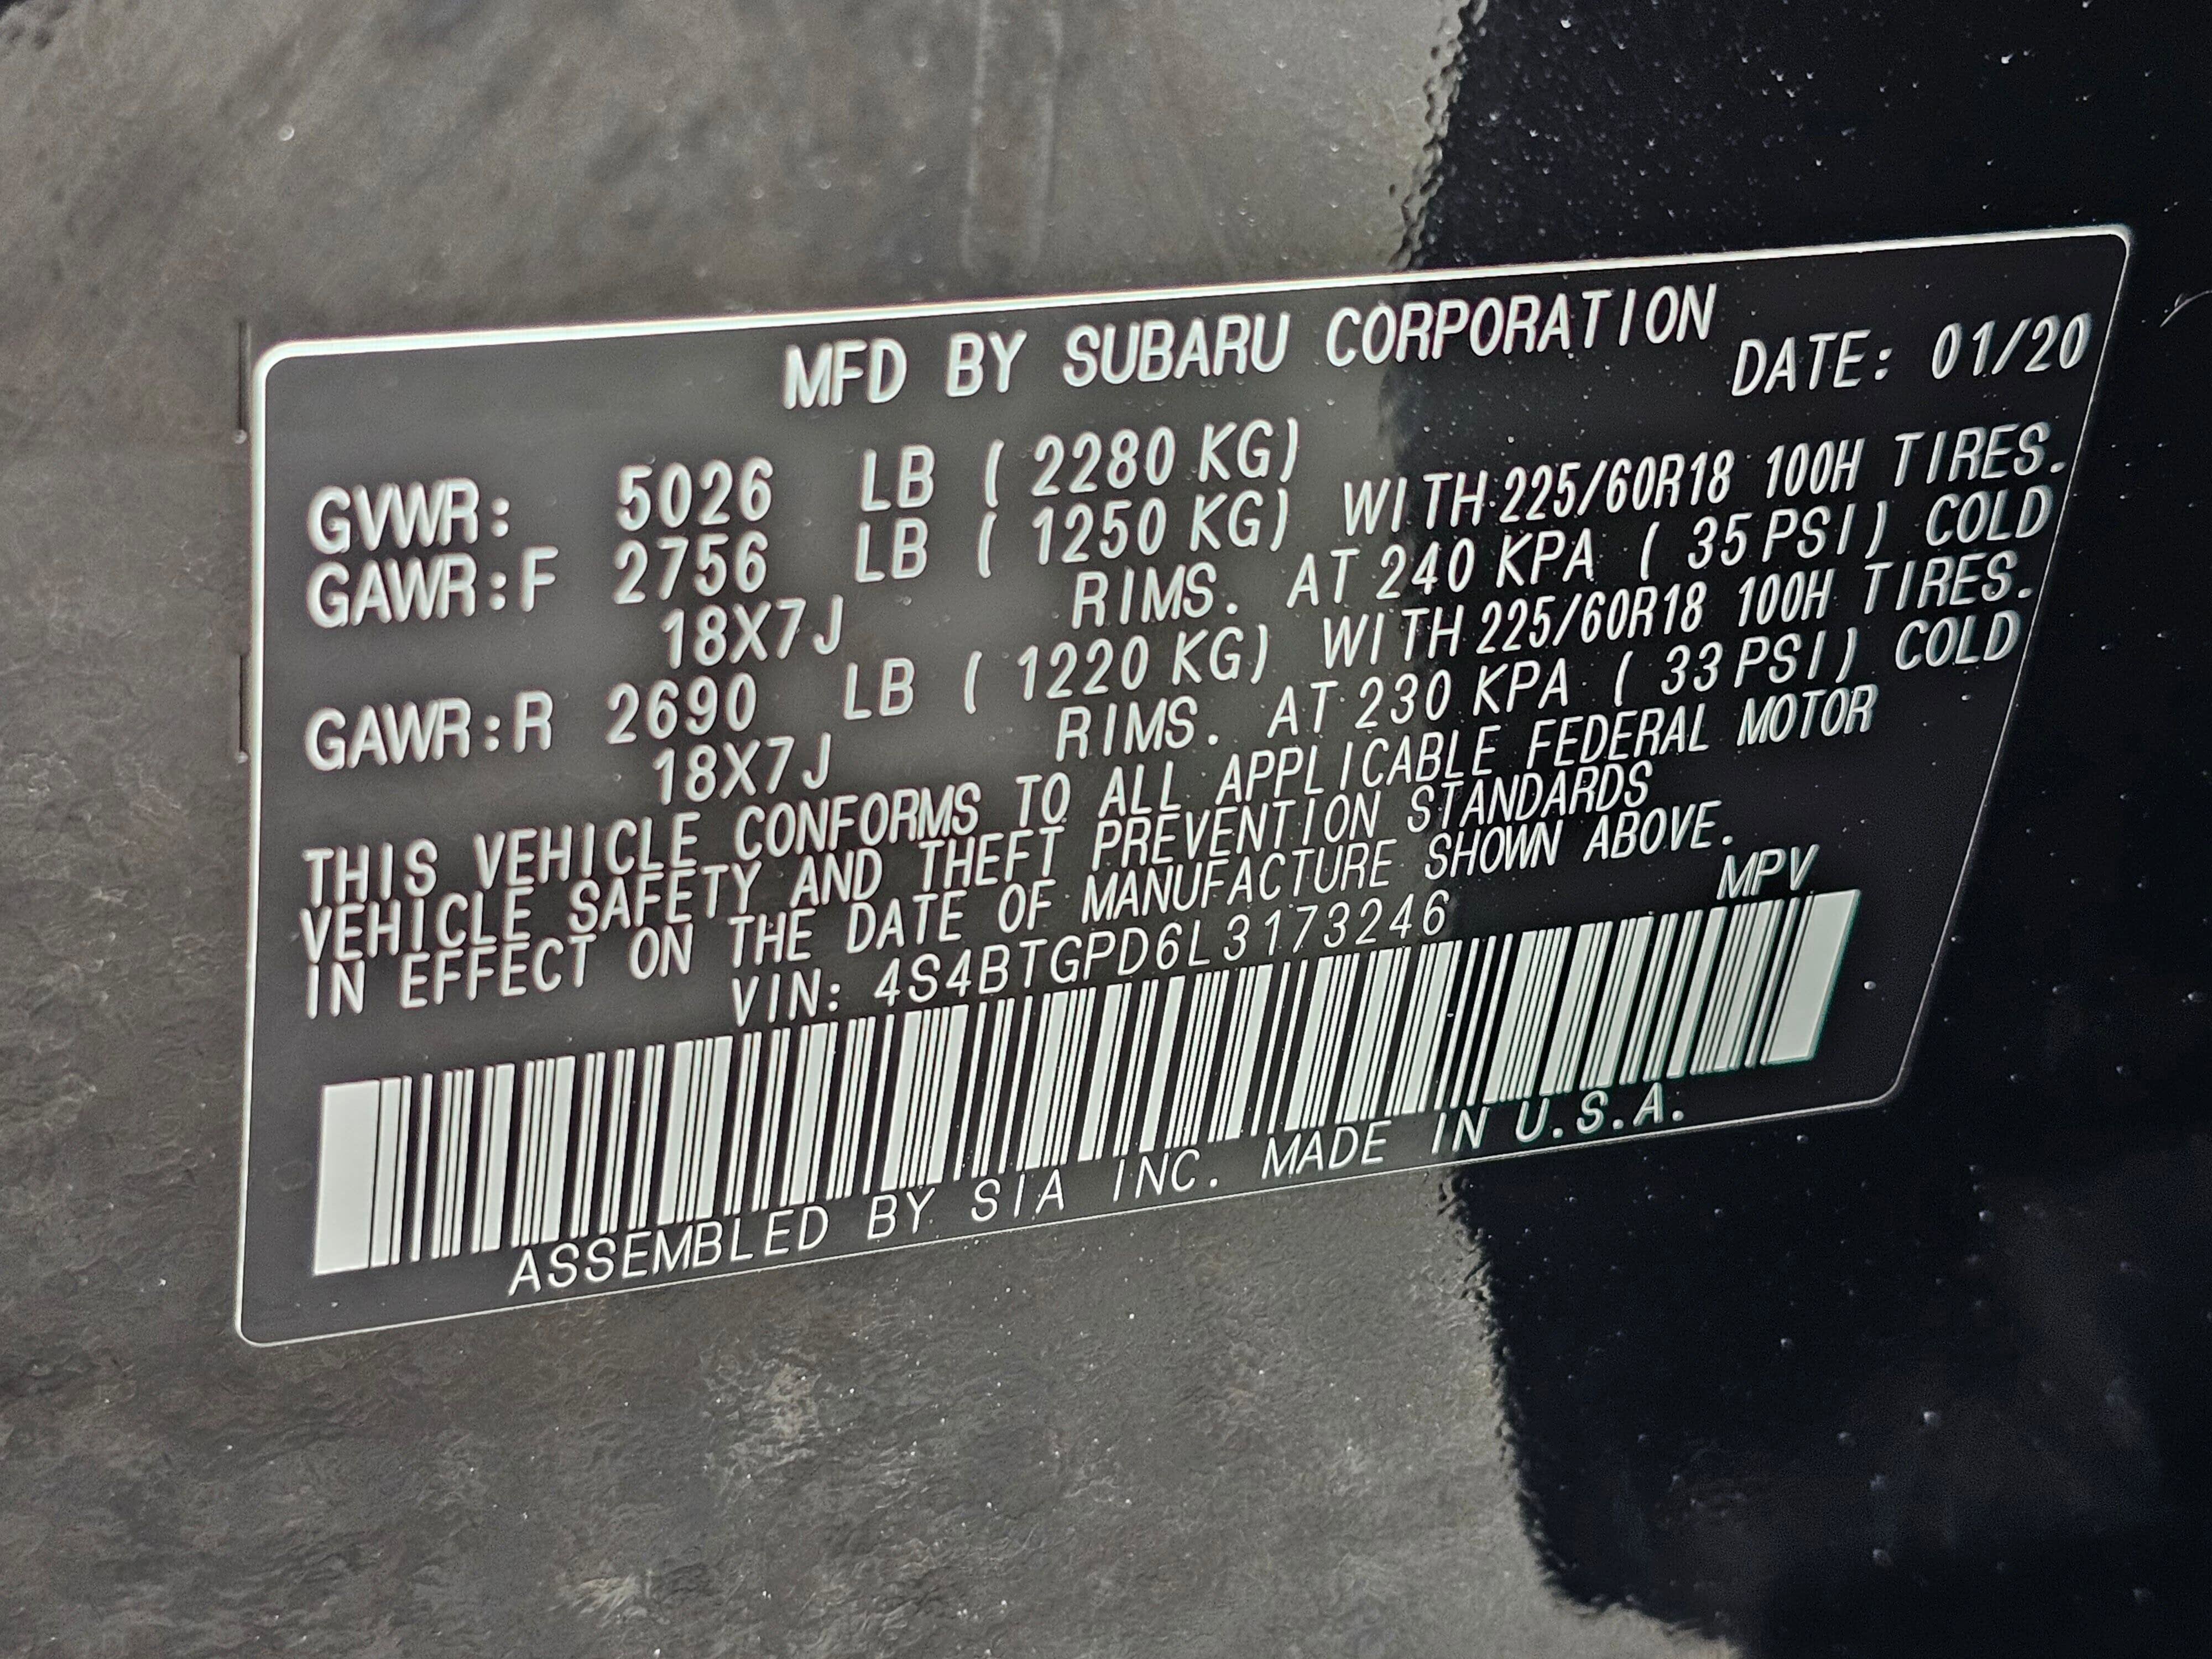 MFD BY SUBARU CORPORATION
DATE: 01/20
GVWR: 5026 LB ( 2280 KG)
GAWR:F 2756 LB ( 1250 KG) WITH 225/60R18 100H TIRES.
18X7J RIMS. AT 240 KPA ( 35 PSI) COLD
GAWR:R 2690 LB ( 1220 KG) WITH 225/60R18 100H TIRES.
18X7J RIMS. AT 230 KPA ( 33 PSI) COLD
THIS VEHICLE CONFORMS TO ALL APPLICABLE FEDERAL MOTOR
VEHICLE SAFETY AND THEFT PREVENTION STANDARDS
IN EFFECT ON THE DATE OF MANUFACTURE SHOWN ABOVE.
VIN: 4S4BTGPD6L3173246 MPV
ASSEMBLED BY SIA INC. MADE IN U.S.A.